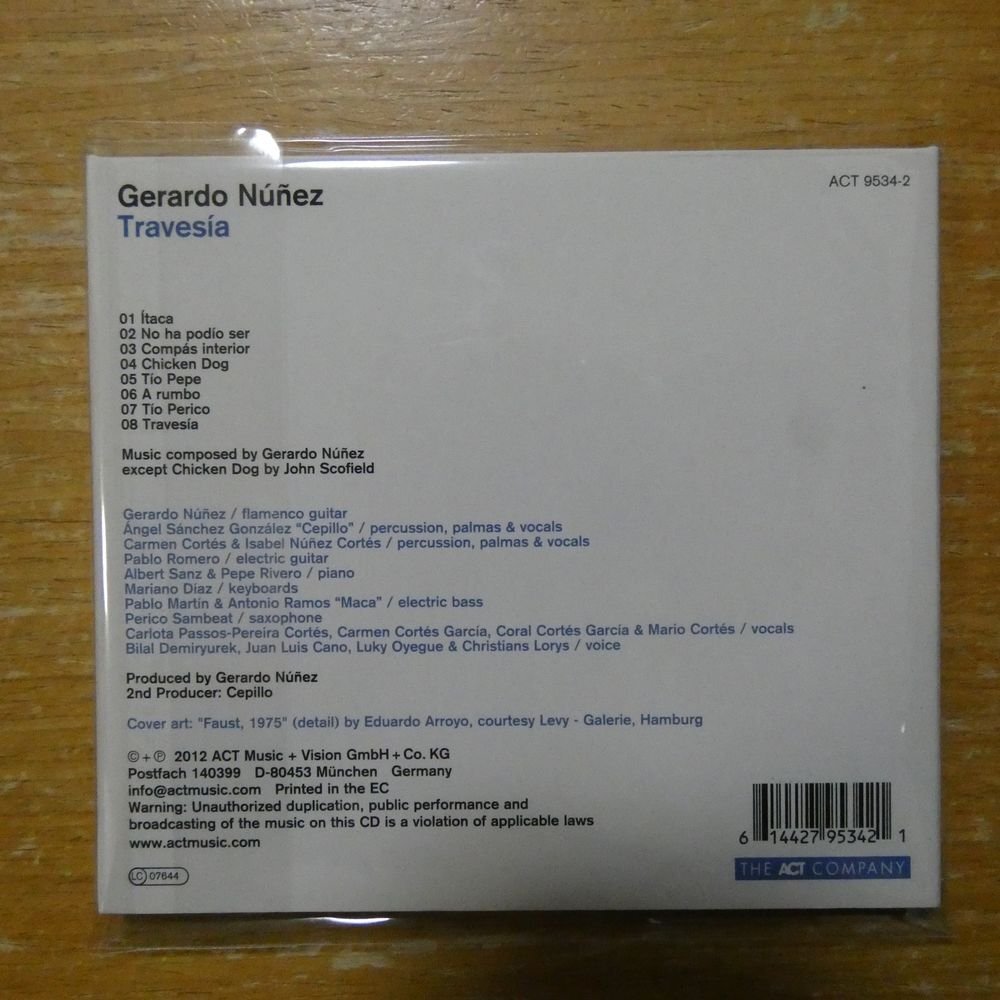 Gerardo Núñez
Travesía
ACT 9534-2
01 Ítaca
02 No ha podío ser
03 Compás interior
04 Chicken Dog
05 Tío Pepe
06 A rumbo
07 Tío Perico
08 Travesía
Music composed by Gerardo Núñez
except Chicken Dog by John Scofield
Gerardo Núñez / flamenco guitar
Ángel Sánchez González "Cepillo" / percussion, palmas & vocals
Carmen Cortés & Isabel Núñez Cortés / percussion, palmas & vocals
Pablo Romero / electric guitar
Albert Sanz & Pepe Rivero / piano
Mariano Díaz / keyboards
Pablo Martín & Antonio Ramos "Maca" / electric bass
Perico Sambeat / saxophone
Carlota Passos-Pereira Cortés, Carmen Cortés García, Coral Cortés García & Mario Cortés / vocals
Bilal Demiryurek, Juan Luis Cano, Luky Oyegue & Christians Lorys / voice
Produced by Gerardo Núñez
2nd Producer: Cepillo
Cover art: "Faust, 1975" (detail) by Eduardo Arroyo, courtesy Levy - Galerie, Hamburg
© + ℗ 2012 ACT Music + Vision GmbH + Co. KG
Postfach 140399 D-80453 München Germany
info@actmusic.com Printed in the EC
Warning: Unauthorized duplication, public performance and
broadcasting of the music on this CD is a violation of applicable laws
www.actmusic.com
LC 07644
6 14427 95342 1
THE ACT COMPANY